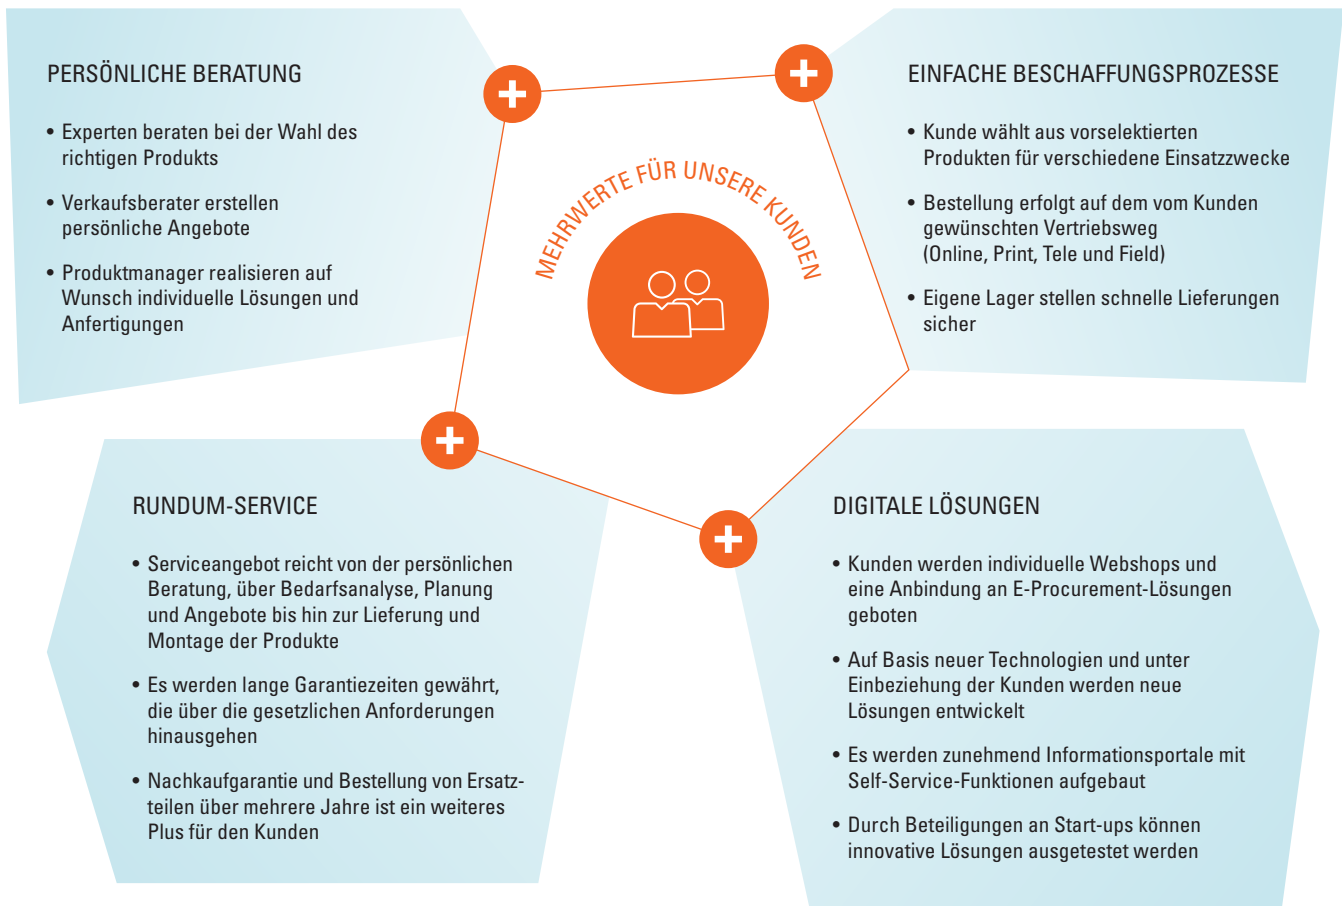 PERSÖNLICHE BERATUNG
• Experten beraten bei der Wahl des
richtigen Produkts
• Verkaufsberater erstellen
persönliche Angebote
• Produktmanager realisieren auf
Wunsch individuelle Lösungen und
Anfertigungen
MEHRWERTE FÜR UNSERE KUNDEN
EINFACHE BESCHAFFUNGSPROZESSE
• Kunde wählt aus vorselektierten
Produkten für verschiedene Einsatzzwecke
• Bestellung erfolgt auf dem vom Kunden
gewünschten Vertriebsweg
(Online, Print, Tele und Field)
• Eigene Lager stellen schnelle Lieferungen
sicher
RUNDUM-SERVICE
• Serviceangebot reicht von der persönlichen
Beratung, über Bedarfsanalyse, Planung
und Angebote bis hin zur Lieferung und
Montage der Produkte
• Es werden lange Garantiezeiten gewährt,
die über die gesetzlichen Anforderungen
hinausgehen
• Nachkaufgarantie und Bestellung von Ersatz-
teilen über mehrere Jahre ist ein weiteres
Plus für den Kunden
DIGITALE LÖSUNGEN
• Kunden werden individuelle Webshops und
eine Anbindung an E-Procurement-Lösungen
geboten
• Auf Basis neuer Technologien und unter
Einbeziehung der Kunden werden neue
Lösungen entwickelt
• Es werden zunehmend Informationsportale mit
Self-Service-Funktionen aufgebaut
• Durch Beteiligungen an Start-ups können
innovative Lösungen ausgetestet werden